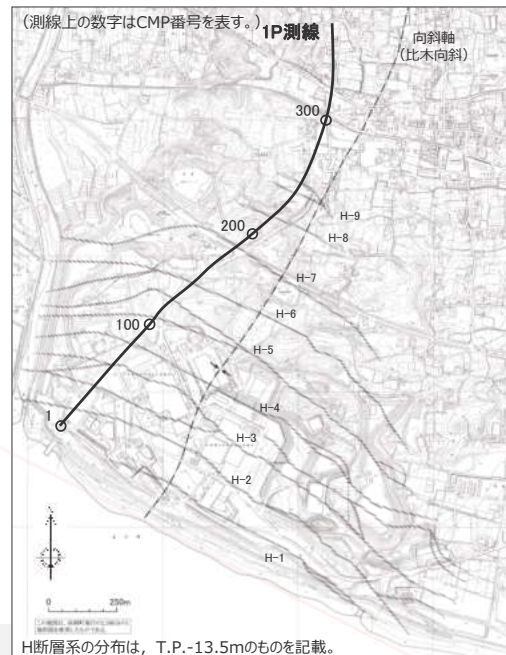 (測線上の数字はCMP番号を表す。)
1P測線
向斜軸
(比木向斜)
300
H-9
200
H-8
H-7
H-6
100
H-5
H-4
1
H-3
H-2
H-1
0 250m
H断層系の分布は，T.P.-13.5mのものを記載。